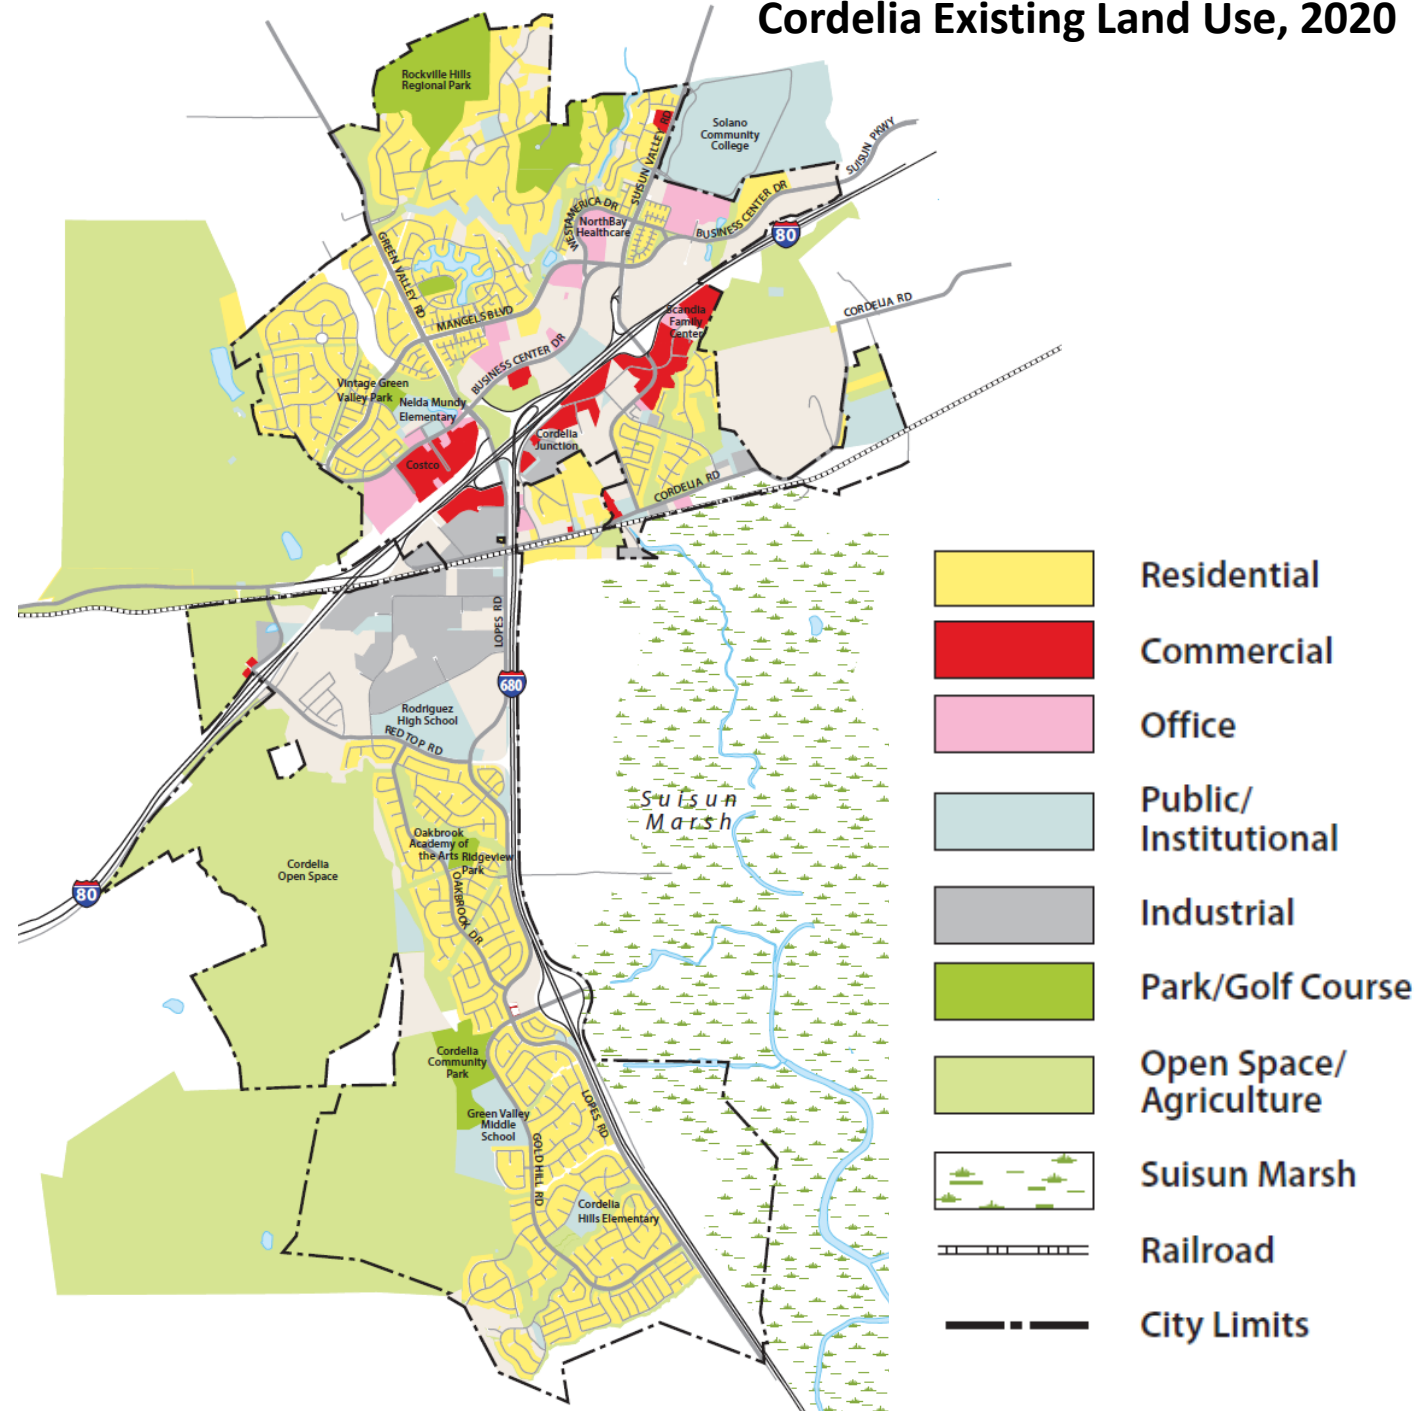 Cordelia Existing Land Use, 2020
Rockville Hills
Regional Park
Solano
Community
College
SUISUN PKWY
SUISUN VALLEY RD
BUSINESS CENTER DR
WESTAMERICA DR
NorthBay
Healthcare
80
GREEN VALLEY RD
MANGELS BLVD
CORDELIA RD
Scandia
Family
Center
BUSINESS CENTER DR
Vintage Green
Valley Park
Nelda Mundy
Elementary
Cordelia
Junction
Costco
CORDELIA RD
LOPES RD
680
Rodriguez
High School
RED TOP RD
Suisun
Marsh
Oakbrook
Academy of
the Arts
Ridgeview
Park
Cordelia
Open Space
80
OAKBROOK DR
Cordelia
Community
Park
LOPES RD
Green Valley
Middle
School
GOLD HILL RD
Cordelia
Hills Elementary
Residential
Commercial
Office
Public/
Institutional
Industrial
Park/Golf Course
Open Space/
Agriculture
Suisun Marsh
Railroad
City Limits